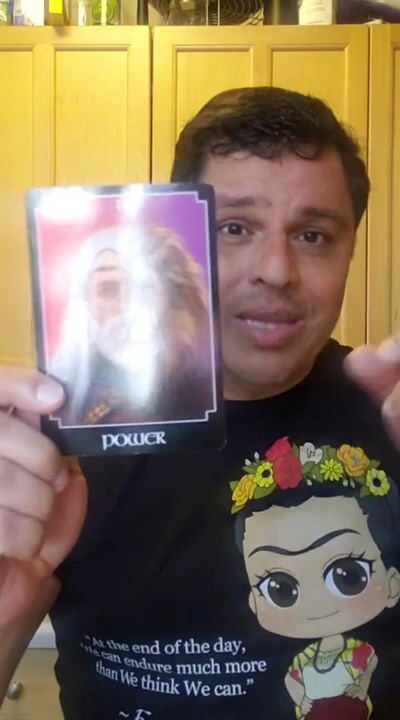 POWER
"At the end of the day,
We can endure much more
than We think We can."
~ F